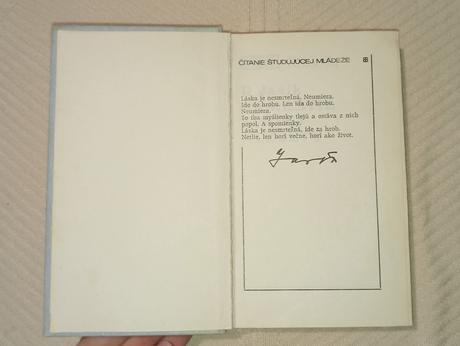 ČÍTANIE ŠTUDUJÚCEJ MLÁDEŽE
Láska je nesmrteľná. Neumiera.
Ide do hrobu. Len ide do hrobu.
Neumiera.
To iba myšlienky tlejú a ostáva z nich
popol. A spomienky.
Láska je nesmrteľná, ide za hrob.
Netlie, len horí večne, horí ako život.